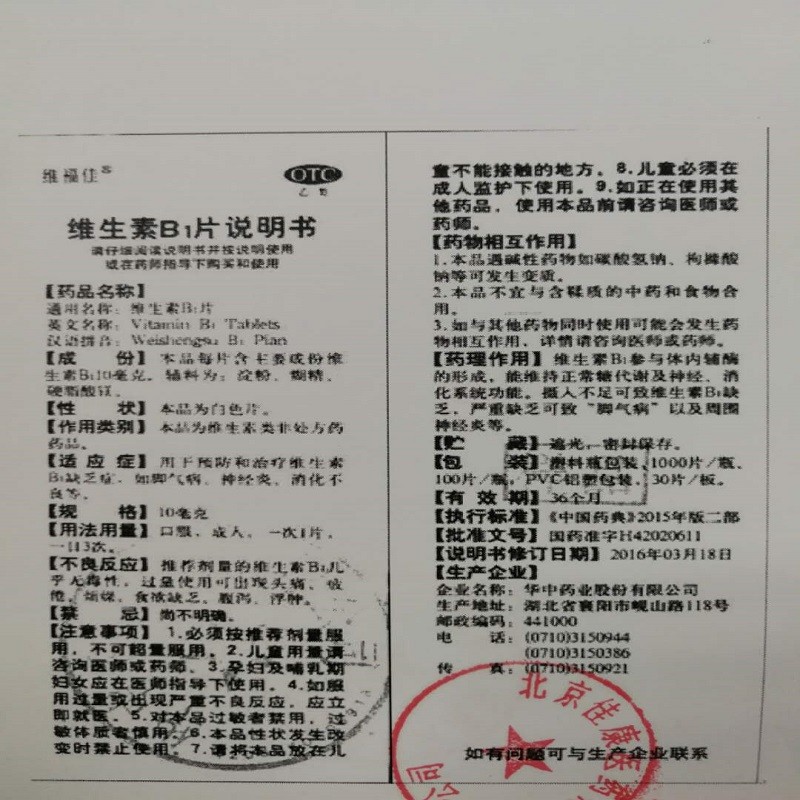 维福佳®
OTC
乙类
维生素B1片说明书
请仔细阅读说明书并按说明使用
或在药师指导下购买和使用
【药品名称】
通用名称：维生素B1片
英文名称：Vitamin B1 Tablets
汉语拼音：Weishengsu B1 Pian
【成 份】本品每片含主要成份维
生素B110毫克。辅料为：淀粉、糊精、
硬脂酸镁。
【性 状】本品为白色片。
【作用类别】本品为维生素类非处方药
药品。
【适应症】用于预防和治疗维生素
B1缺乏症，如脚气病、神经炎、消化不
良等。
【规 格】10毫克
【用法用量】口服，成人，一次1片，
一日3次。
【不良反应】推荐剂量的维生素B1几
乎无毒性，过量使用可出现头痛、疲
倦、烦躁、食欲缺乏、腹泻、浮肿。
【禁 忌】尚不明确。
【注意事项】1.必须按推荐剂量服
用，不可超量服用。2.儿童用量请
咨询医师或药师。3.孕妇及哺乳期
妇女应在医师指导下使用。4.如服
用过量或出现严重不良反应，应立
即就医。5.对本品过敏者禁用，过
敏体质者慎用。6.本品性状发生改
变时禁止使用。7.请将本品放在儿
童不能接触的地方。8.儿童必须在
成人监护下使用。9.如正在使用其
他药品，使用本品前请咨询医师或
药师。
【药物相互作用】
1.本品遇碱性药物如碳酸氢钠、枸橼酸
钠等可发生变质。
2.本品不宜与含鞣质的中药和食物合
用。
3.如与其他药物同时使用可能会发生药
物相互作用，详情请咨询医师或药师。
【药理作用】维生素B1参与体内辅酶
的形成，能维持正常糖代谢及神经、消
化系统功能。摄入不足可致维生素B1缺
乏，严重缺乏可致“脚气病”以及周围
神经炎等。
【贮 藏】遮光，密封保存。
【包 装】塑料瓶包装，1000片/瓶、
100片/瓶；PVC铝塑包装，30片/板。
【有 效 期】36个月
【执行标准】《中国药典》2015年版二部
【批准文号】国药准字H42020611
【说明书修订日期】2016年03月18日
【生产企业】
企业名称：华中药业股份有限公司
生产地址：湖北省襄阳市岘山路118号
邮政编码：441000
电 话：(0710)3150944
(0710)3150386
传 真：(0710)3150921
如有问题可与生产企业联系
北京佳康医药
公司